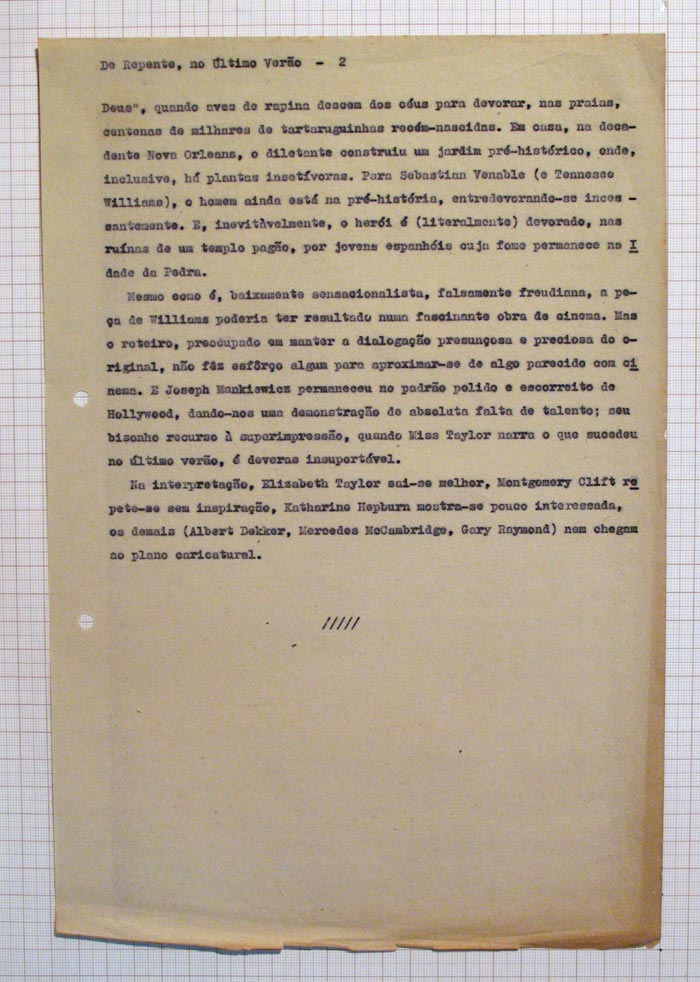 De Repente, no Último Verão - 2
Deus", quando aves de rapina descem dos céus para devorar, nas praias,
centenas de milhares de tartaruguinhas recém-nascidas. Em casa, na deca-
dente Nova Orleans, o diletante construiu um jardim pré-histórico, onde,
inclusive, há plantas insetívoras. Para Sebastian Venable (e Tennesee
Williams), o homem ainda está na pré-história, entredevorando-se inces -
santemente. E, inevitàvelmente, o herói é (literalmente) devorado, nas
ruínas de um templo pagão, por jovens espanhóis cuja fome permanece na I
dade da Pedra.
Mesmo como é, baixamente sensacionalista, falsamente freudiana, a pe-
ça de Williams poderia ter resultado numa fascinante obra de cinema. Mas
o roteiro, preocupado em manter a dialogação presunçosa e preciosa do o-
riginal, não fêz esfôrço algum para aproximar-se de algo parecido com ci
nema. E Joseph Mankiewicz permaneceu no padrão polido e escorreito de
Hollywood, dando-nos uma demonstração de absoluta falta de talento; seu
bisonho recurso à superimpressão, quando Miss Taylor narra o que sucedeu
no último verão, é deveras insuportável.
Na interpretação, Elizabeth Taylor sai-se melhor, Montgomery Clift re
pete-se sem inspiração, Katharine Hepburn mostra-se pouco interessada,
os demais (Albert Dekker, Mercedes McCambridge, Gary Raymond) nem chegam
ao plano caricatural.
/////